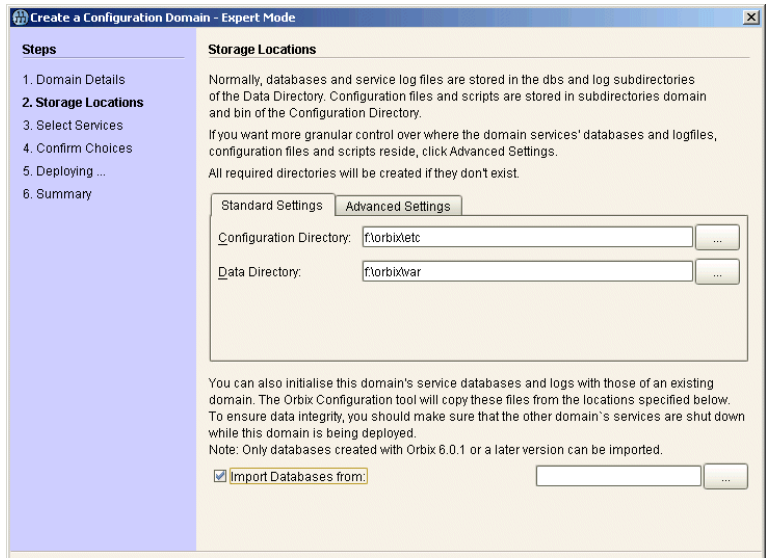 Create a Configuration Domain - Expert Mode
Steps
1. Domain Details
2. Storage Locations
3. Select Services
4. Confirm Choices
5. Deploying ...
6. Summary
Storage Locations
Normally, databases and service log files are stored in the dbs and log subdirectories
of the Data Directory. Configuration files and scripts are stored in subdirectories domain
and bin of the Configuration Directory.
If you want more granular control over where the domain services' databases and logfiles,
configuration files and scripts reside, click Advanced Settings.
All required directories will be created if they don't exist.
Standard Settings Advanced Settings
Configuration Directory: f:\orbix\etc ...
Data Directory: f:\orbix\var ...
You can also initialise this domain's service databases and logs with those of an existing
domain. The Orbix Configuration tool will copy these files from the locations specified below.
To ensure data integrity, you should make sure that the other domain`s services are shut down
while this domain is being deployed.
Note: Only databases created with Orbix 6.0.1 or a later version can be imported.
Import Databases from: ...